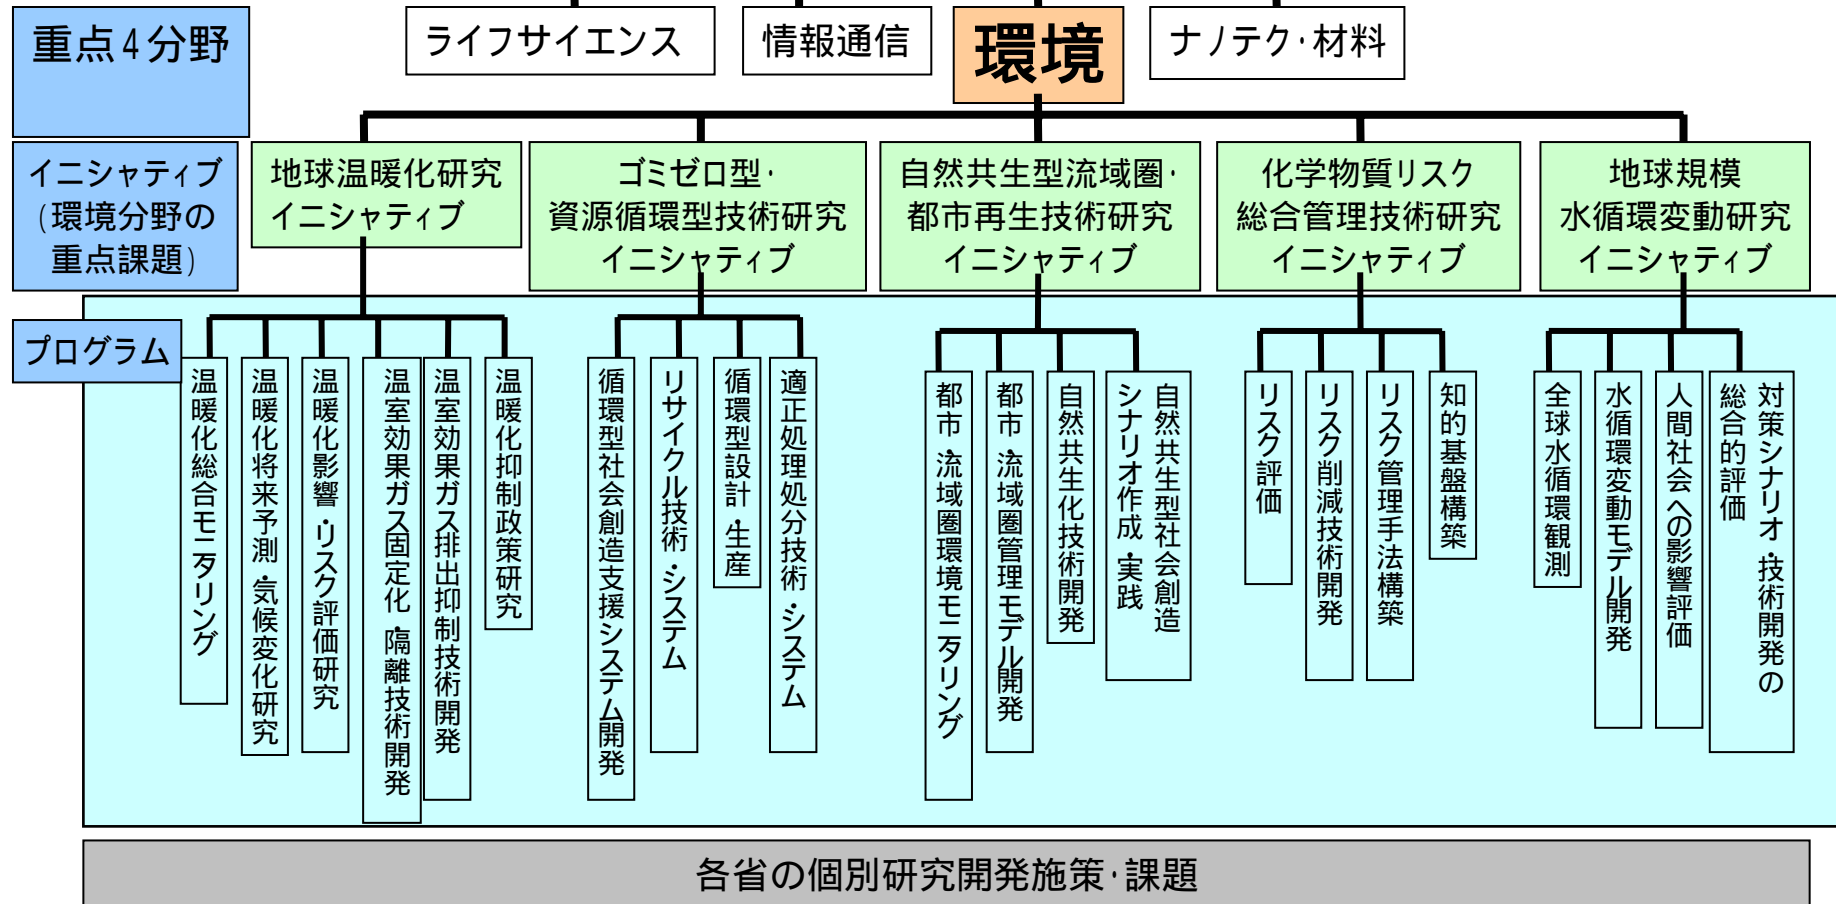 重点4分野
ライフサイエンス
情報通信
環境
ナノテク・材料
イニシャティブ
(環境分野の
重点課題)
地球温暖化研究
イニシャティブ
ゴミゼロ型・
資源循環型技術研究
イニシャティブ
自然共生型流域圏・
都市再生技術研究
イニシャティブ
化学物質リスク
総合管理技術研究
イニシャティブ
地球規模
水循環変動研究
イニシャティブ
プログラム
温暖化総合モニタリング
温暖化将来予測・気候変化研究
温暖化影響・リスク評価研究
温室効果ガス固定化・隔離技術開発
温室効果ガス排出抑制技術開発
温暖化抑制政策研究
循環型社会創造支援システム開発
リサイクル技術・システム
循環型設計・生産
適正処理処分技術・システム
都市・流域圏環境モニタリング
都市・流域圏管理モデル開発
自然共生化技術開発
自然共生型社会創造
シナリオ作成・実践
リスク評価
リスク削減技術開発
リスク管理手法構築
知的基盤構築
全球水循環観測
水循環変動モデル開発
人間社会への影響評価
対策シナリオ・技術開発の
総合的評価
各省の個別研究開発施策・課題